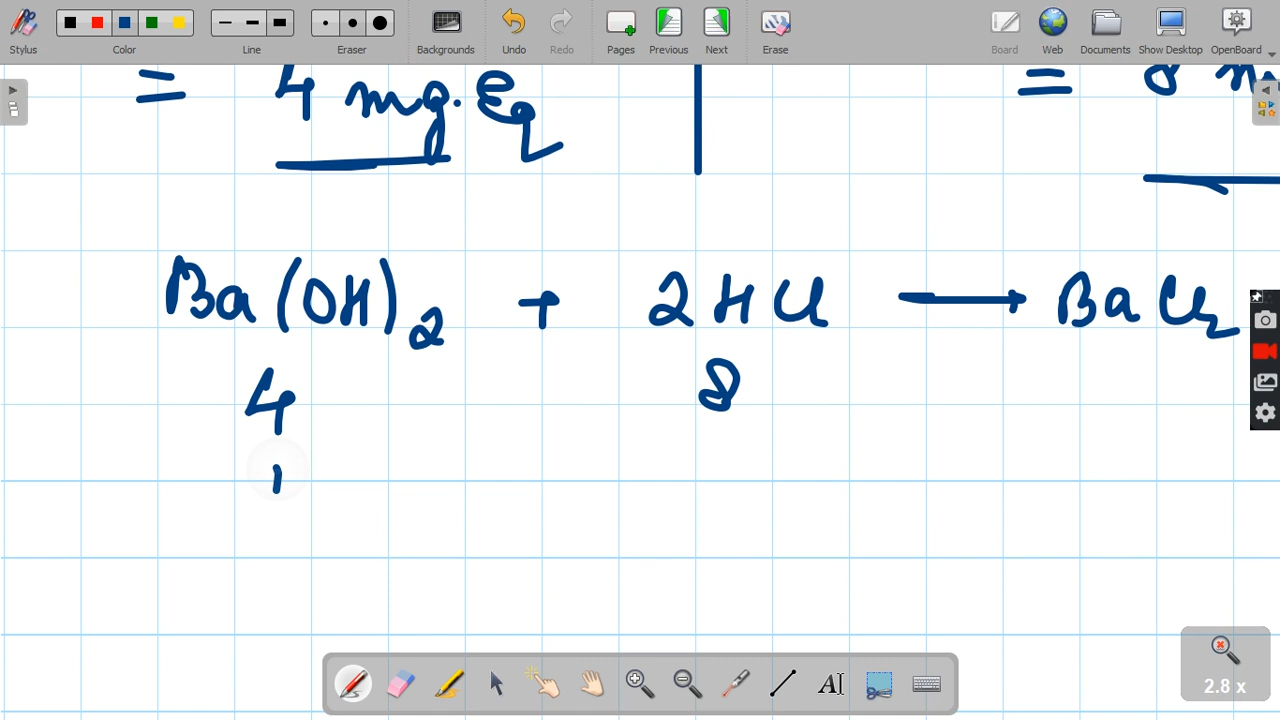 Stylus Color Line Eraser Backgrounds Undo Redo Pages Previous Next Erase Board Web Documents Show Desktop OpenBoard
= 4 mg.Eq = 8
Ba(OH)2 + 2HCl → BaCl2
4 8
AI
2.8 x